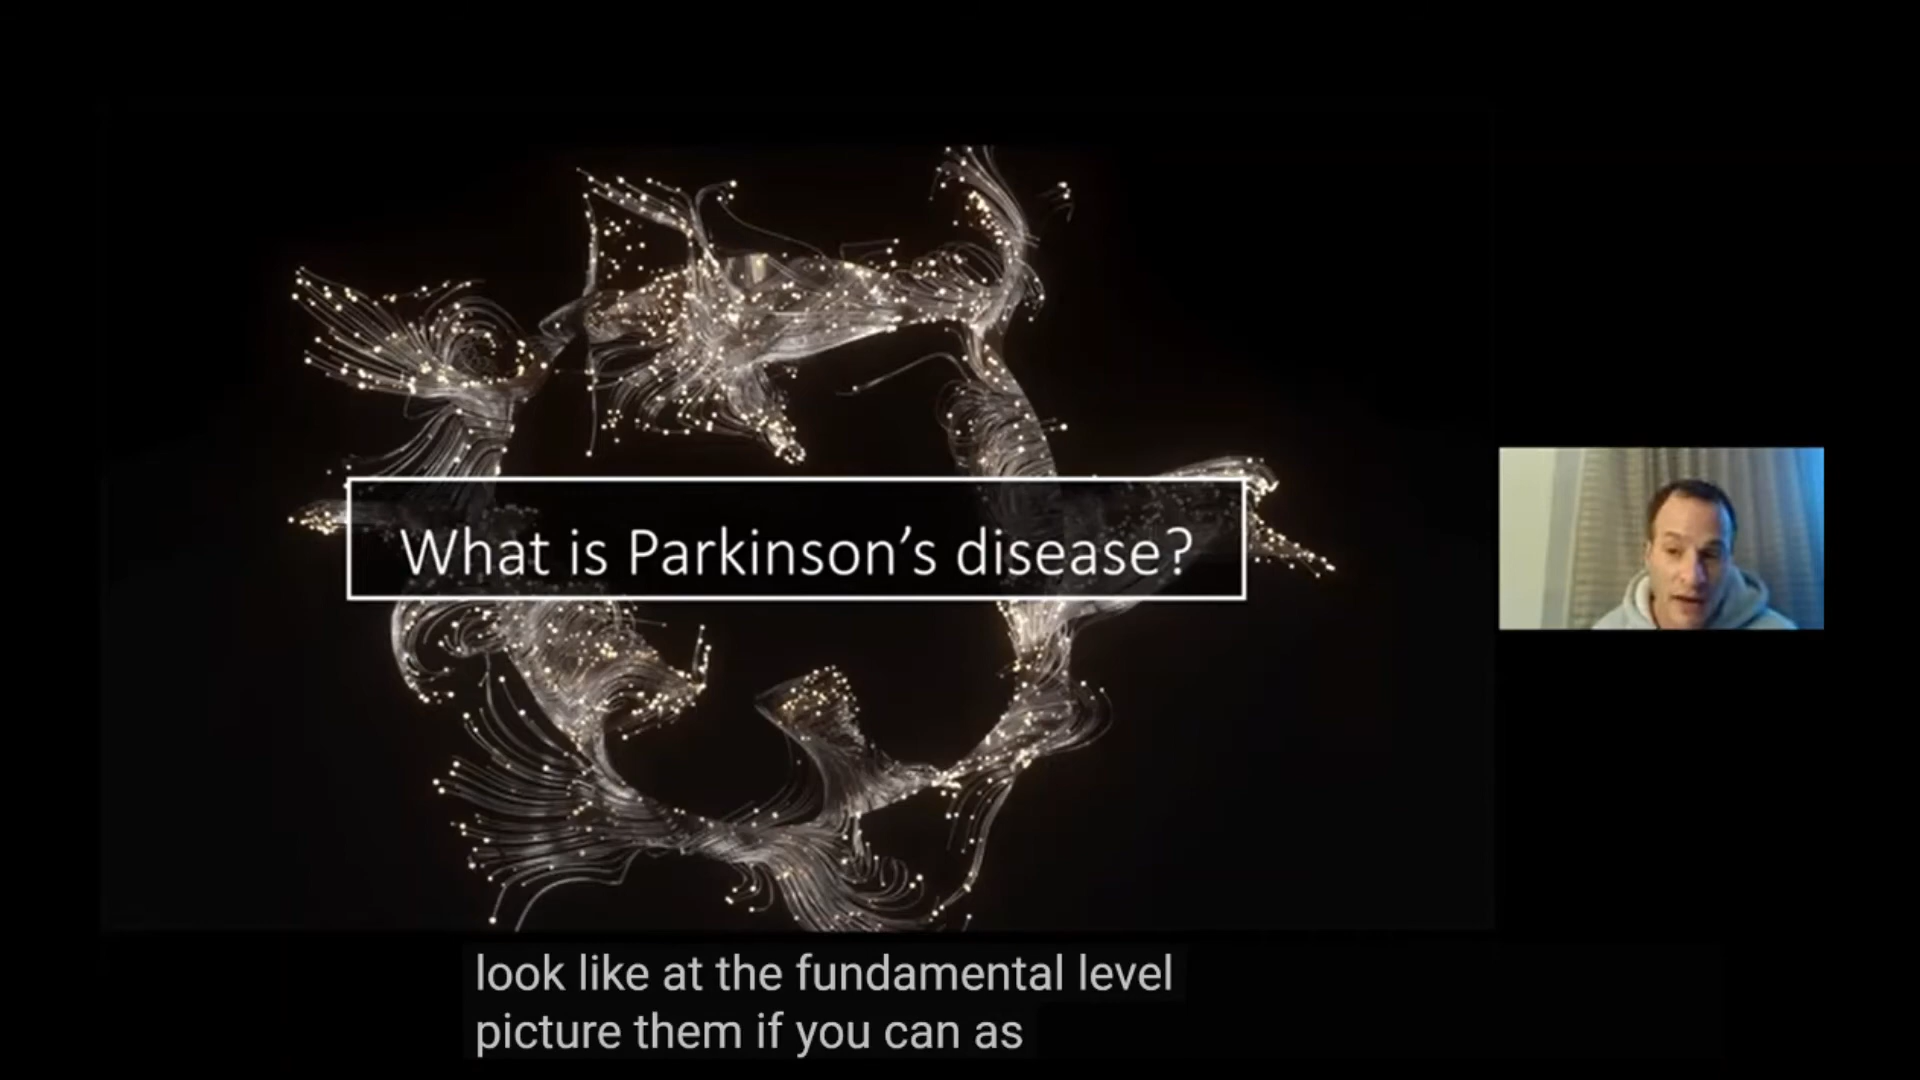 What is Parkinson’s disease?
look like at the fundamental level
picture them if you can as